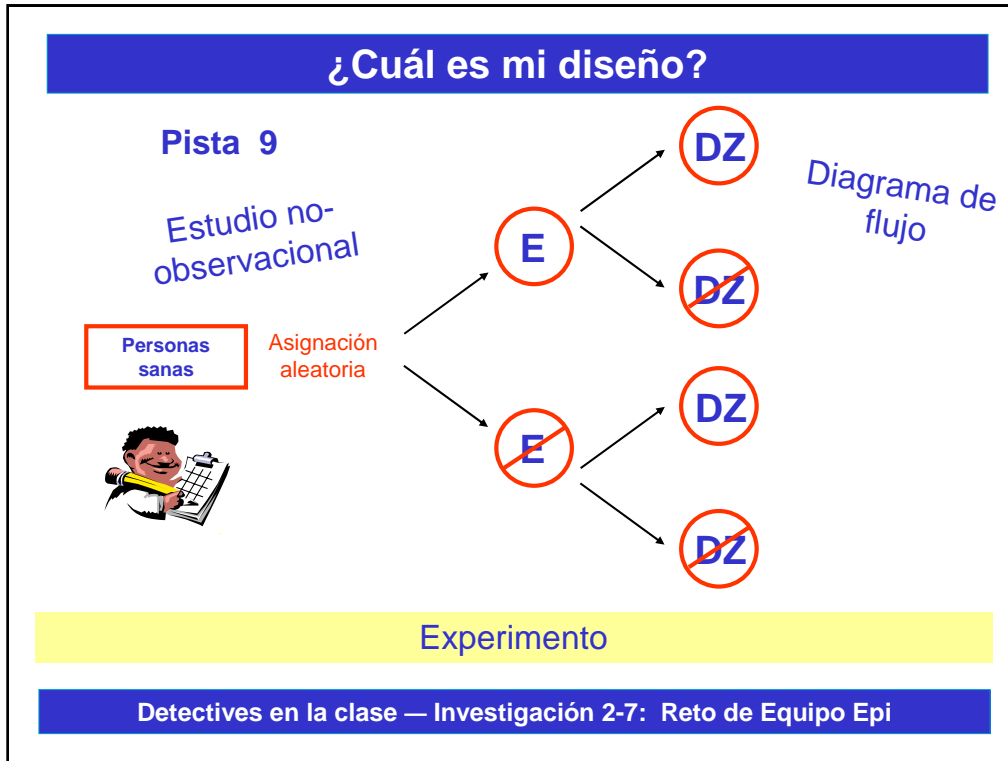 ¿Cuál es mi diseño?
Pista 9
Estudio no-
observacional
Personas
sanas
Asignación
aleatoria
E
E
DZ
DZ
DZ
DZ
Diagrama de
flujo
Experimento
Detectives en la clase — Investigación 2-7: Reto de Equipo Epi